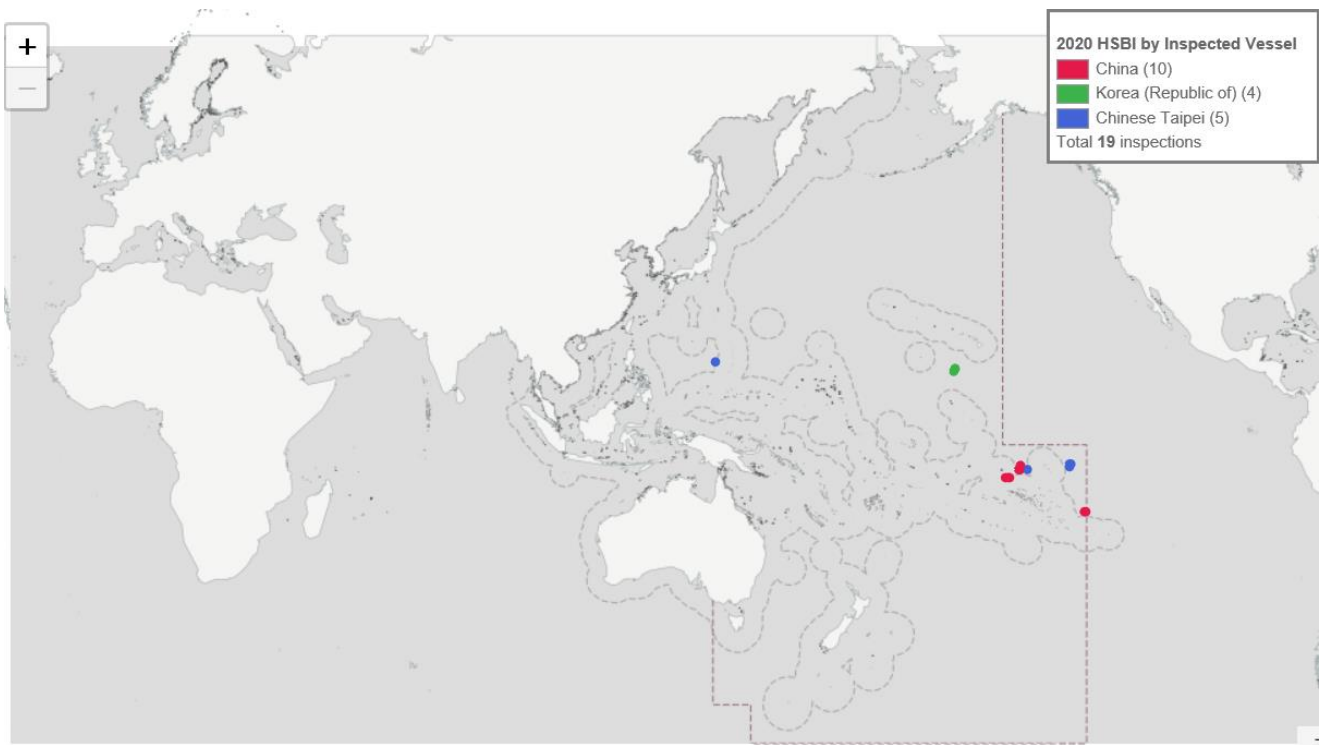 +
−
2020 HSBI by Inspected Vessel
China (10)
Korea (Republic of) (4)
Chinese Taipei (5)
Total 19 inspections